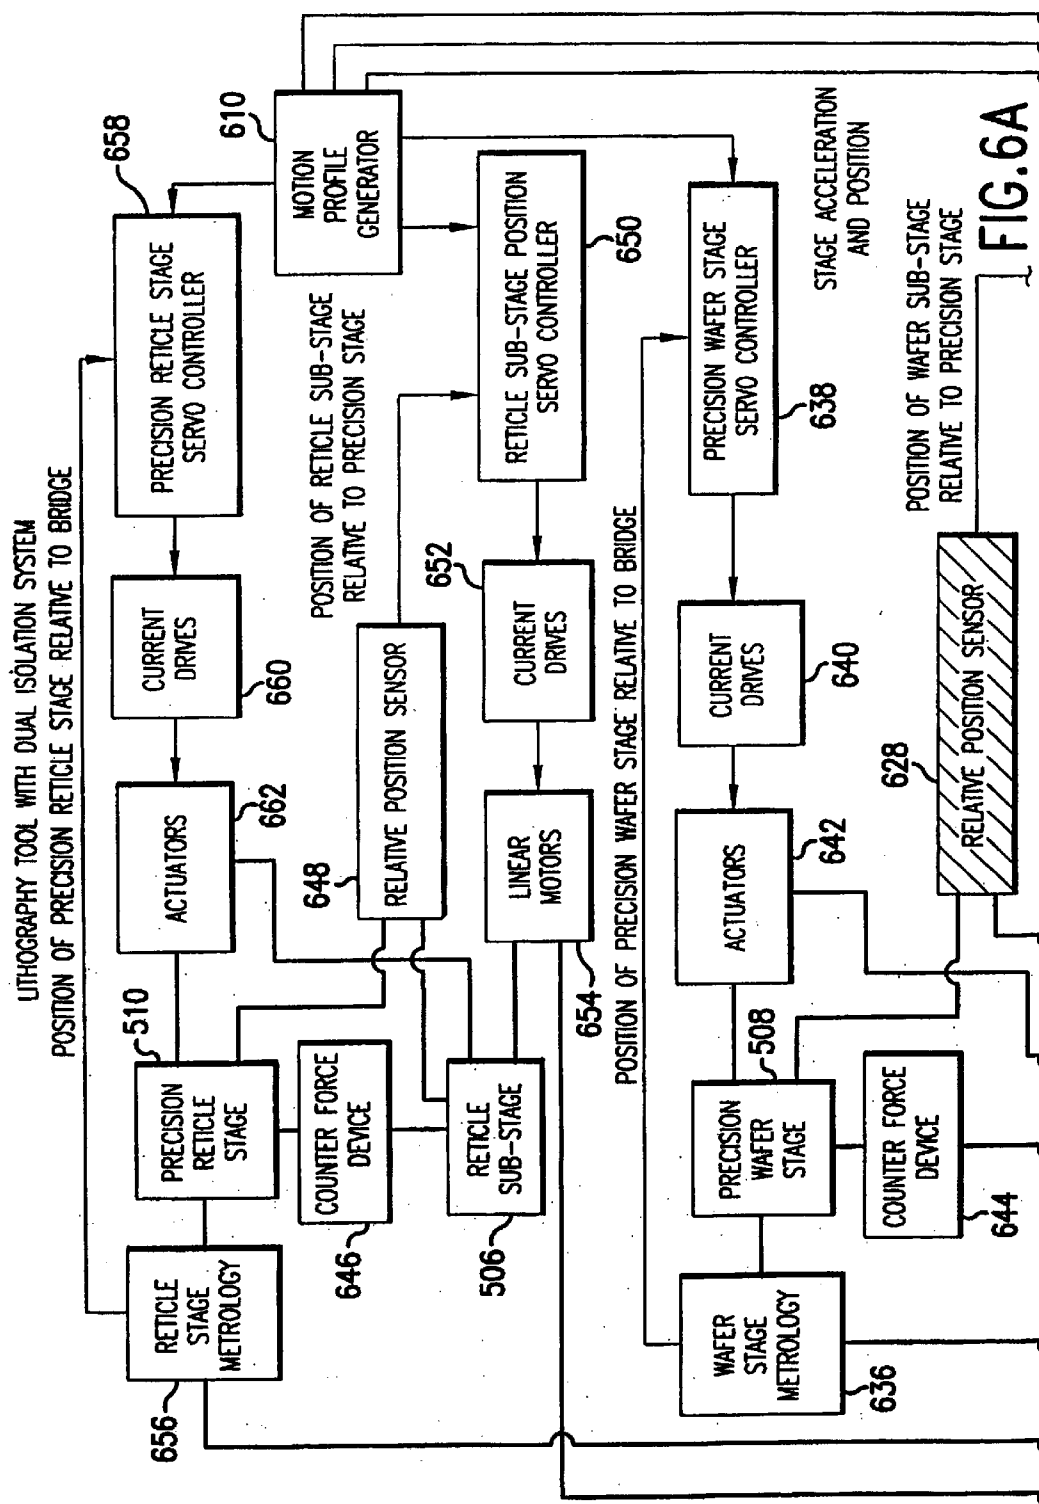 LITHOGRAPHY TOOL WITH DUAL ISOLATION SYSTEM
POSITION OF PRECISION RETICLE STAGE RELATIVE TO BRIDGE
656
RETICLE
STAGE
METROLOGY
510
PRECISION
RETICLE
STAGE
ACTUATORS
662
CURRENT
DRIVES
660
PRECISION RETICLE STAGE
SERVO CONTROLLER
658
646
COUNTER FORCE
DEVICE
648
RELATIVE POSITION SENSOR
POSITION OF RETICLE SUB-STAGE
RELATIVE TO PRECISION STAGE
MOTION
PROFILE
GENERATOR
610
506
RETICLE
SUB-STAGE
LINEAR
MOTORS
654
652
CURRENT
DRIVES
RETICLE SUB-STAGE POSITION
SERVO CONTROLLER
650
POSITION OF PRECISION WAFER STAGE RELATIVE TO BRIDGE
WAFER
STAGE
METROLOGY
636
PRECISION
WAFER
STAGE
508
ACTUATORS
642
CURRENT
DRIVES
640
PRECISION WAFER STAGE
SERVO CONTROLLER
638
STAGE ACCELERATION
AND POSITION
COUNTER FORCE
DEVICE
644
628
RELATIVE POSITION SENSOR
POSITION OF WAFER SUB-STAGE
RELATIVE TO PRECISION STAGE
FIG.6A